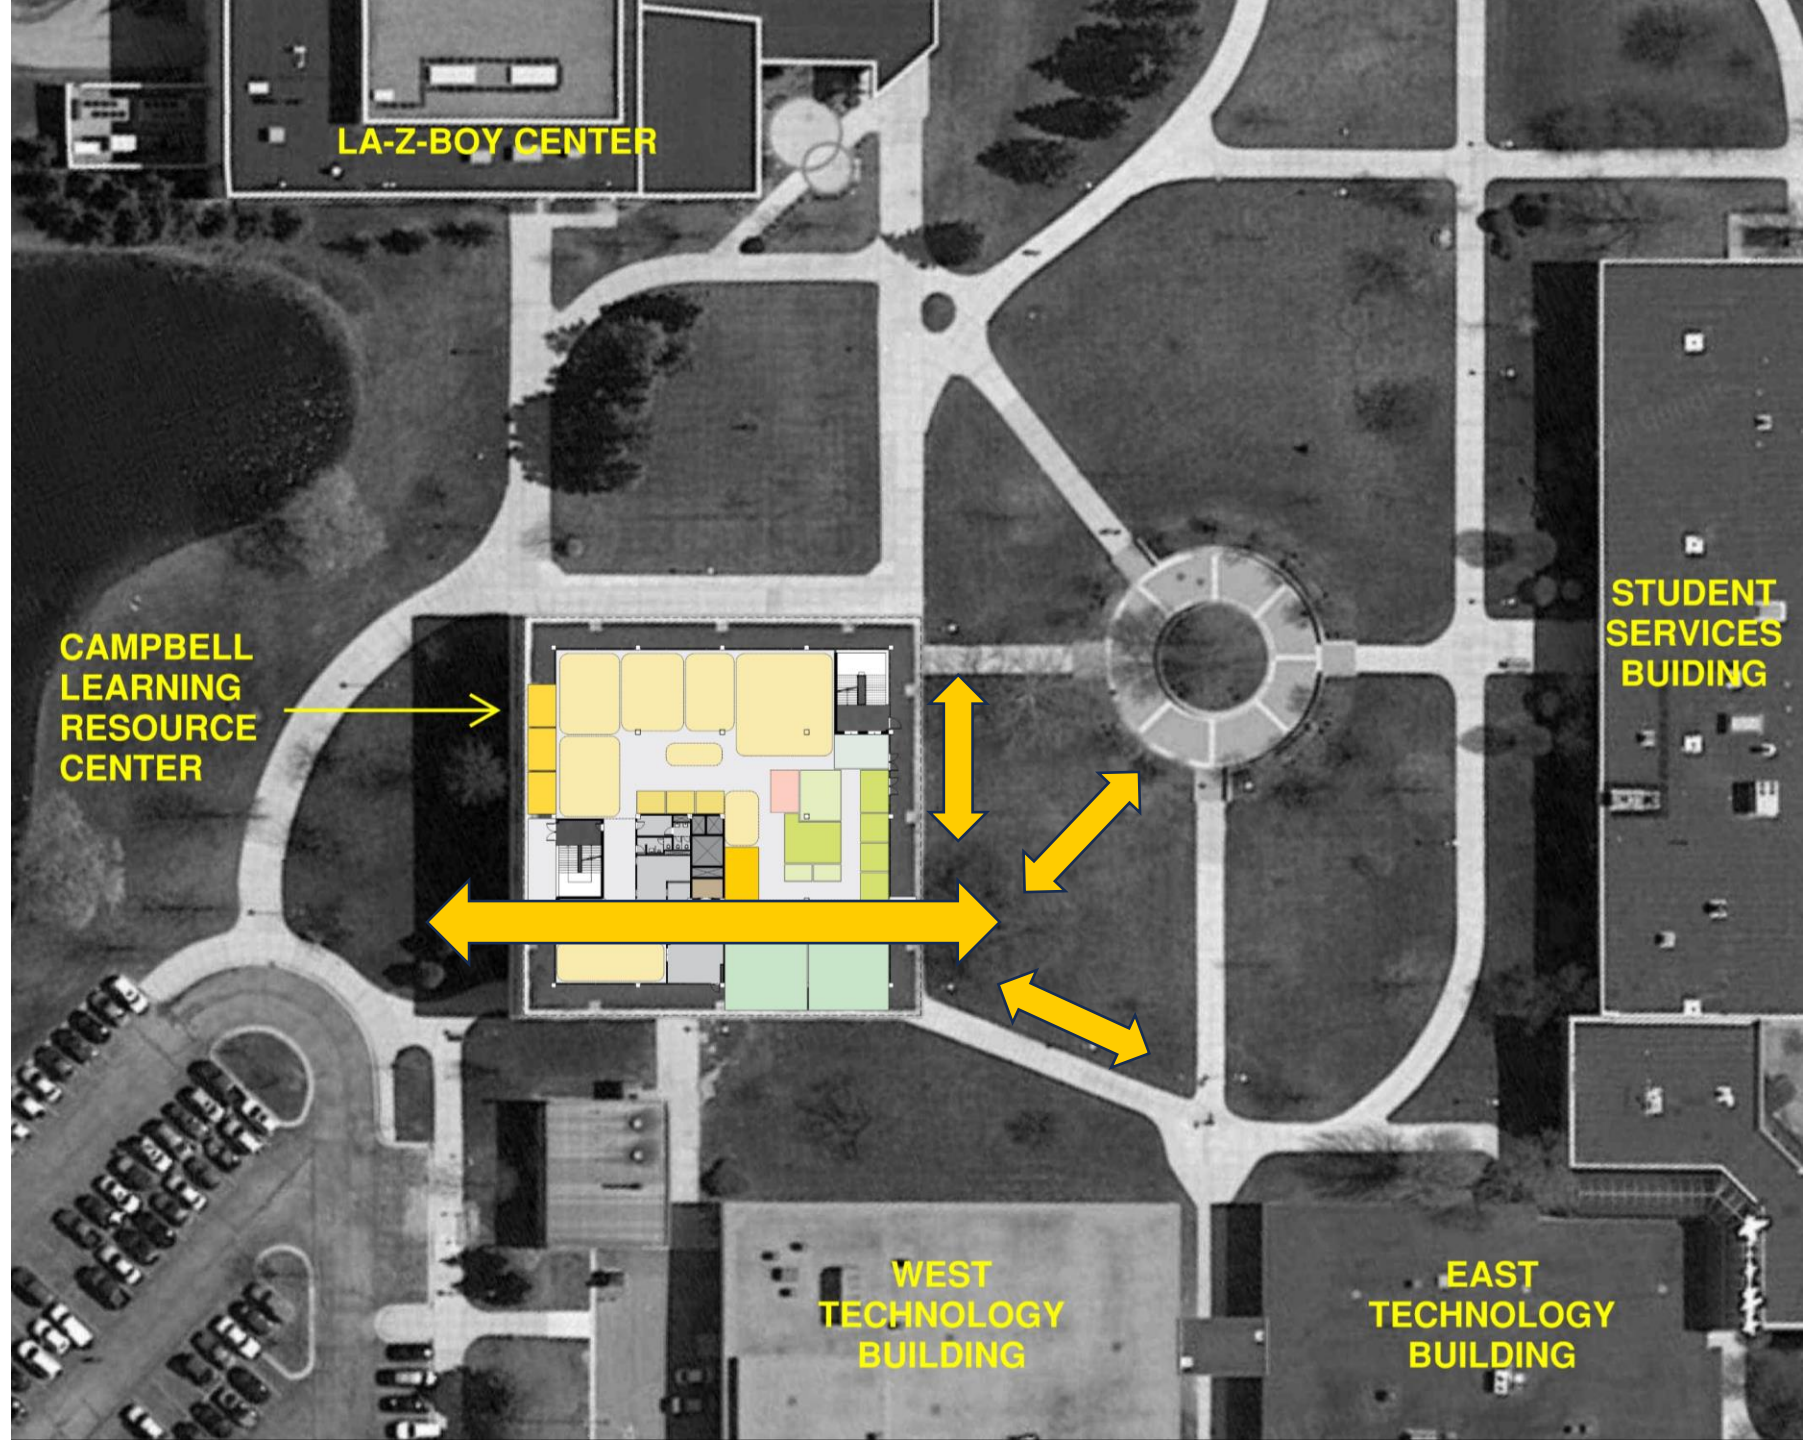 LA-Z-BOY CENTER
CAMPBELL
LEARNING
RESOURCE
CENTER
STUDENT
SERVICES
BUIDING
WEST
TECHNOLOGY
BUILDING
EAST
TECHNOLOGY
BUILDING